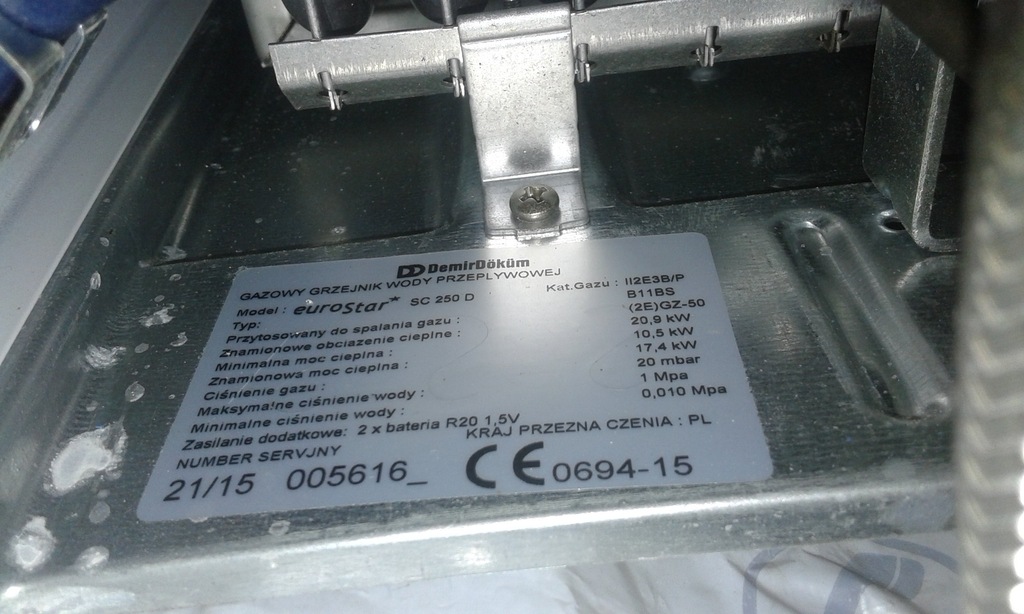 DD DemirDöküm
GAZOWY GRZEJNIK WODY PRZEPLYWOWEJ
Model : euroStar* SC 250 D Kat.Gazu : II2E3B/P
Typ: B11BS
Przytosowany do spalania gazu : (2E)GZ-50
Znamionowe obciazenie cieplne : 20,9 kW
Minimalna moc cieplna : 10,5 kW
Znamionowa moc cieplna : 17,4 kW
Ciśnienie gazu : 20 mbar
Maksymalne ciśnienie wody : 1 Mpa
Minimalne ciśnienie wody : 0,010 Mpa
Zasilanie dodatkowe: 2 x bateria R20 1,5V
KRAJ PRZEZNA CZENIA : PL
NUMBER SERVJNY
21/15 005616_ CE 0694-15